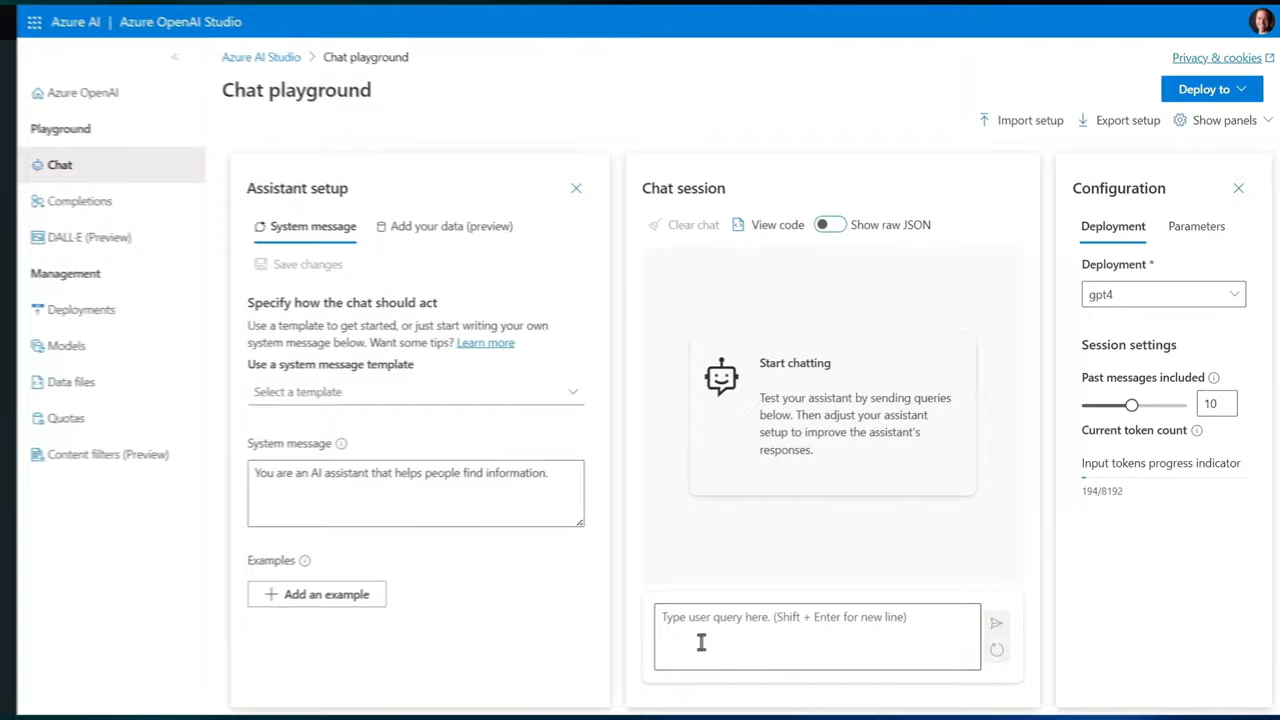 Azure AI | Azure OpenAI Studio
Azure AI Studio > Chat playground
Privacy & cookies
Chat playground
Deploy to
Import setup
Export setup
Show panels
Azure OpenAI
Playground
Chat
Completions
DALL-E (Preview)
Management
Deployments
Models
Data files
Quotas
Content filters (Preview)
Assistant setup
System message
Add your data (preview)
Save changes
Specify how the chat should act
Use a template to get started, or just start writing your own
system message below. Want some tips? Learn more
Use a system message template
Select a template
System message
You are an AI assistant that helps people find information.
Examples
Add an example
Chat session
Clear chat
View code
Show raw JSON
Start chatting
Test your assistant by sending queries
below. Then adjust your assistant
setup to improve the assistant's
responses.
Type user query here. (Shift + Enter for new line)
Configuration
Deployment
Parameters
Deployment *
gpt4
Session settings
Past messages included
10
Current token count
Input tokens progress indicator
194/8192